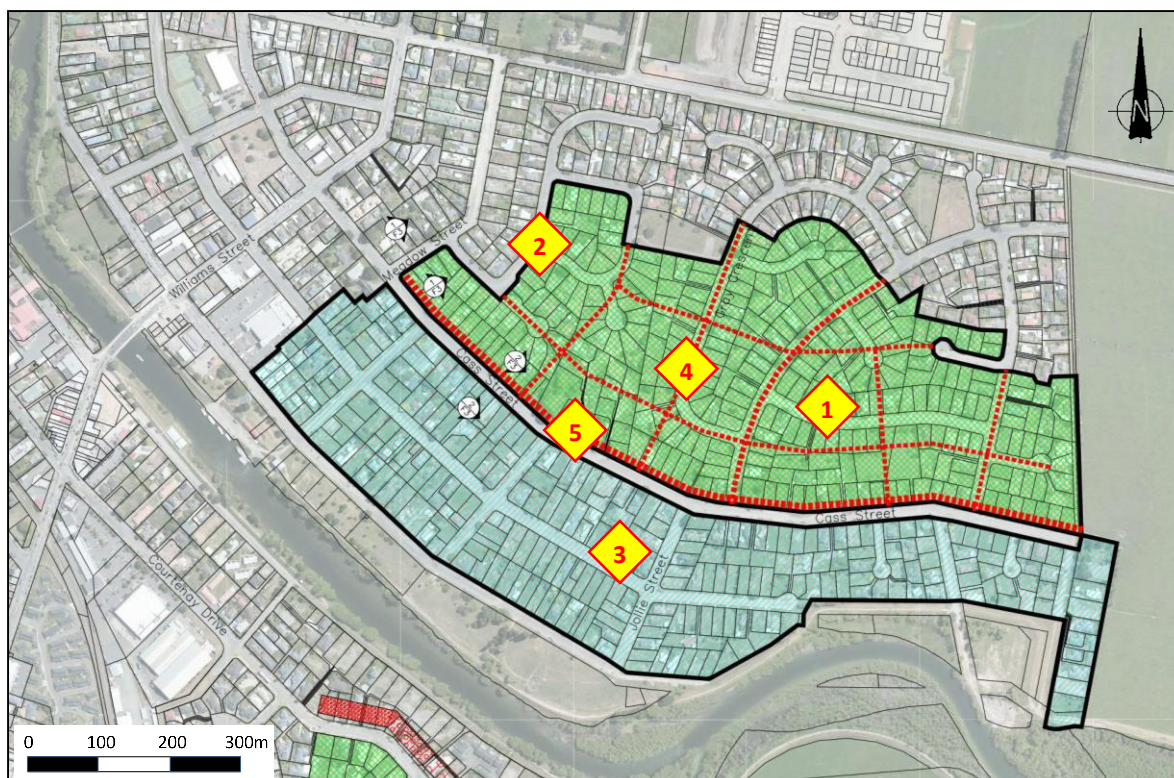 N
Williams Street
Meadow Street
2
4
1
Cass Street
5
Cass Street
3
Jollie Street
Courtenay Drive
0 100 200 300m